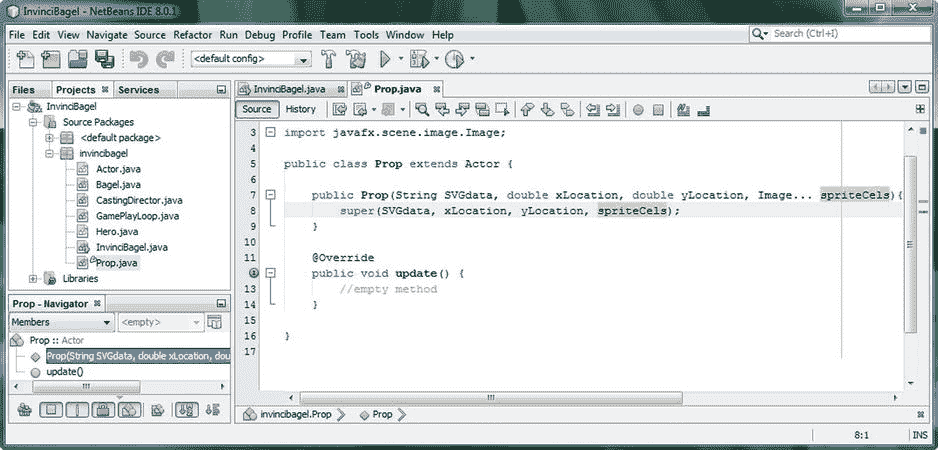 InvinciBagel - NetBeans IDE 8.0.1
File Edit View Navigate Source Refactor Run Debug Profile Team Tools Window Help
Search (Ctrl+I)
<default config>
Files Projects Services
InvinciBagel
Source Packages
<default package>
invincibagel
Actor.java
Bagel.java
CastingDirector.java
GamePlayLoop.java
Hero.java
InvinciBagel.java
Prop.java
Libraries
Prop - Navigator
Members <empty>
Prop :: Actor
Prop(String SVGdata, double xLocation, dou
update()
InvinciBagel.java Prop.java
Source History
3 import javafx.scene.image.Image;
4
5 public class Prop extends Actor {
6
7 public Prop(String SVGdata, double xLocation, double yLocation, Image... spriteCels){
8 super(SVGdata, xLocation, yLocation, spriteCels);
9 }
10
11 @Override
public void update() {
13 //empty method
14 }
15
16 }
17
invincibagel.Prop Prop
8:1 INS